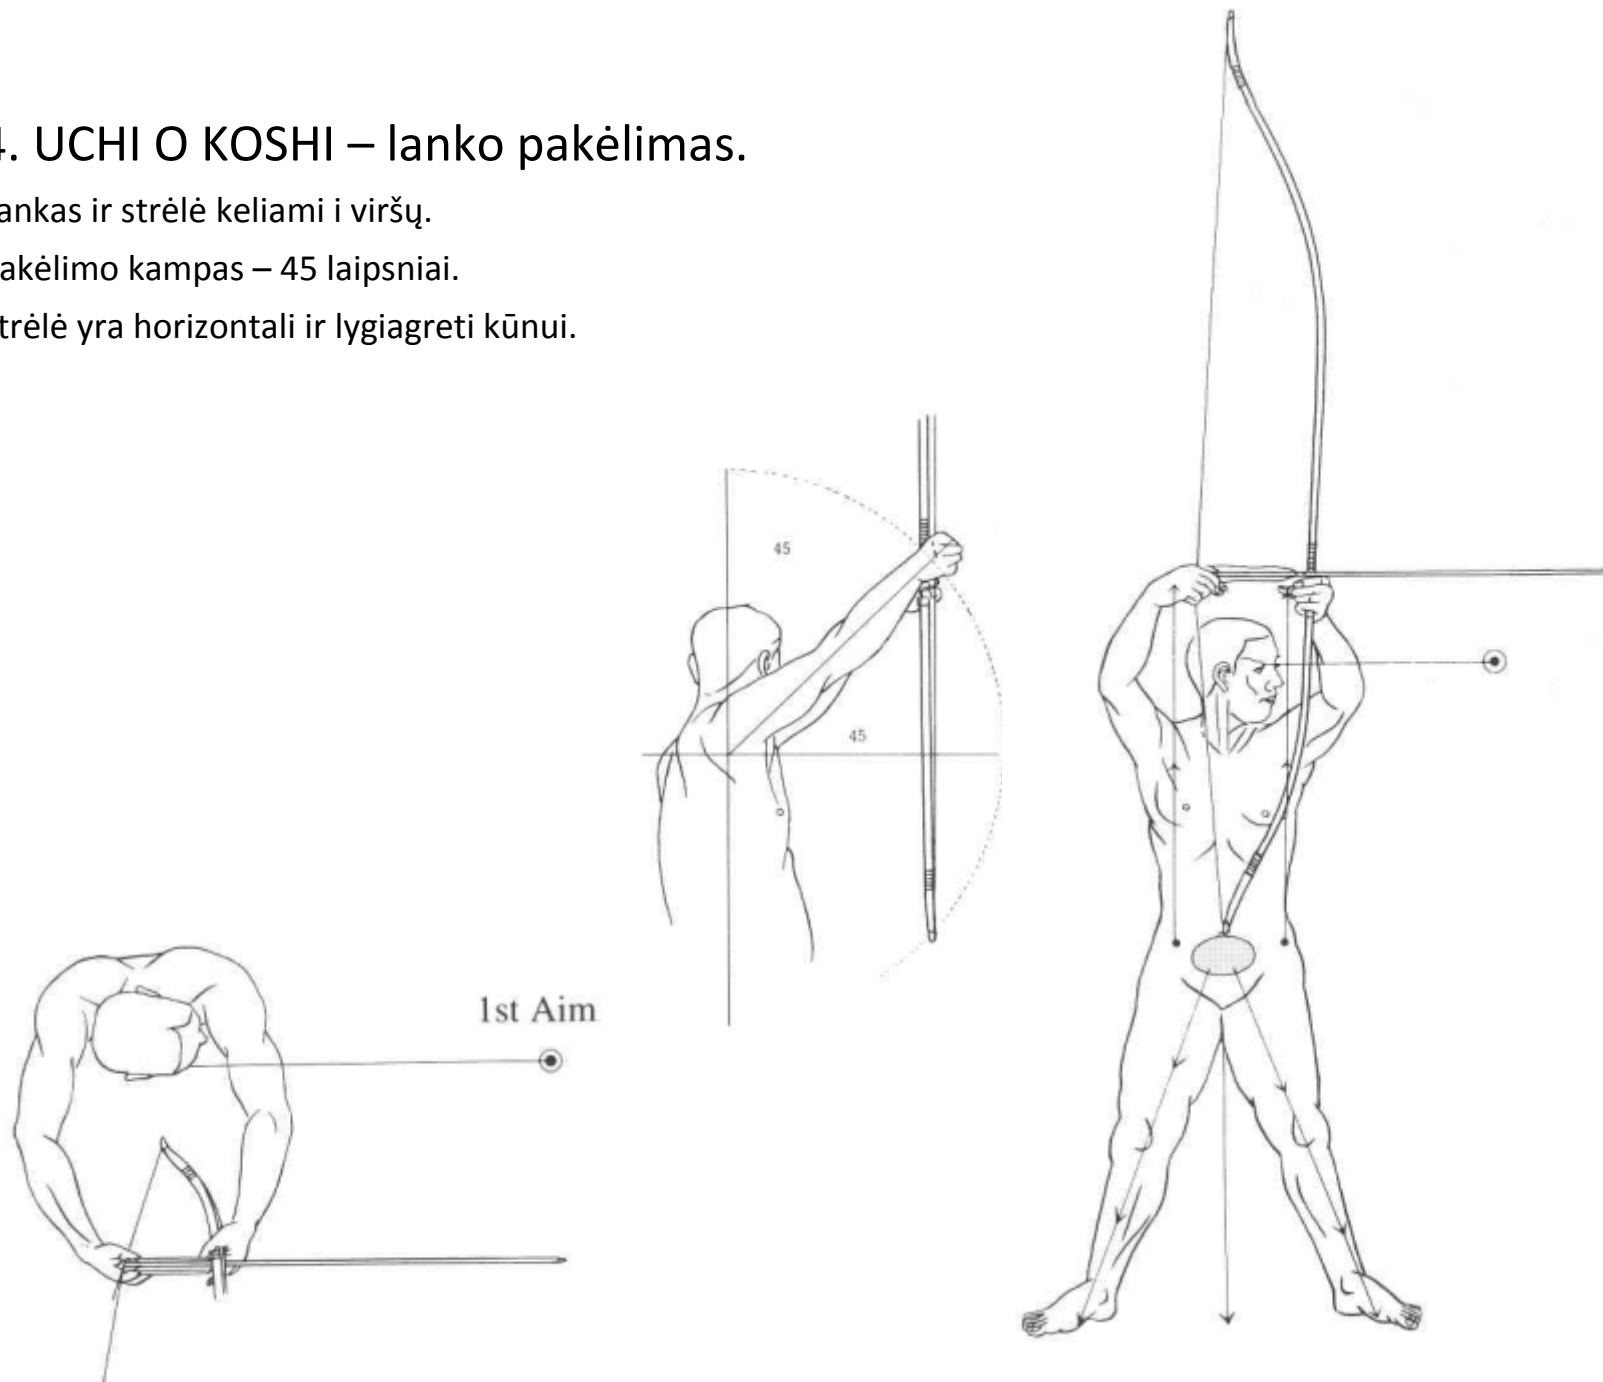 4. UCHI O KOSHI – lanko pakėlimas.
ankas ir strėlė keliami i viršų.
akėlimo kampas – 45 laipsniai.
trėlė yra horizontali ir lygiagreti kūnui.
45
45
1st Aim